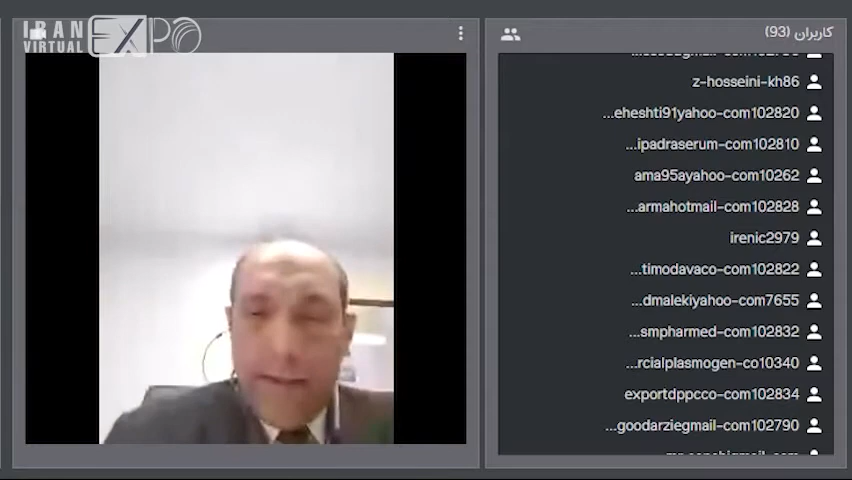 IRAN
VIRTUAL
EXPO
کاربران (93)
z-hosseini-kh86
...eheshti91yahoo-com102820
...ipadraserum-com102810
ama95ayahoo-com10262
...armahotmail-com102828
irenic2979
...timodavaco-com102822
...dmalekiyahoo-com7655
...smpharmed-com102832
...rcialplasmogen-co10340
exportdppcco-com102834
...goodarziegmail-com102790